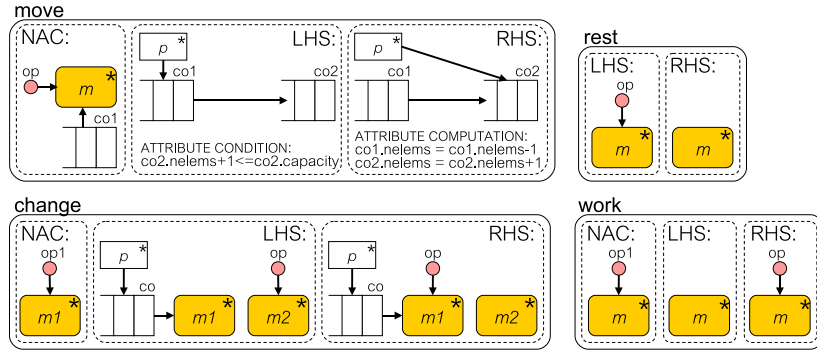 move
NAC:
op
m *
co1
LHS:
p *
co1
co2
ATTRIBUTE CONDITION:
co2.nelems+1<=co2.capacity
RHS:
p *
co1
co2
ATTRIBUTE COMPUTATION:
co1.nelems = co1.nelems-1
co2.nelems = co2.nelems+1
rest
LHS:
op
m *
RHS:
m *
change
NAC:
op1
m1 *
LHS:
p *
op
co
m1 *
m2 *
RHS:
p *
op
co
m1 *
m2 *
work
NAC:
op1
m *
LHS:
m *
RHS:
op
m *